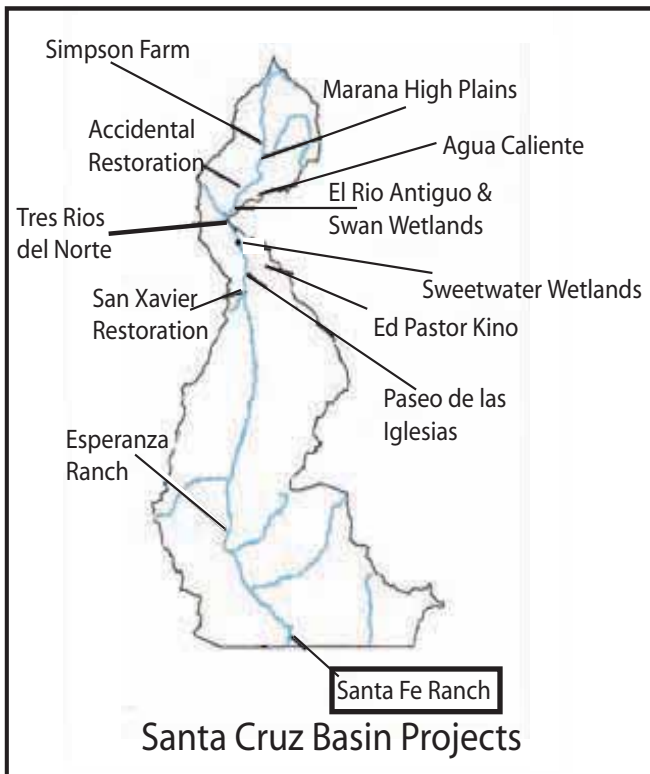 Simpson Farm
Marana High Plains
Accidental
Restoration
Agua Caliente
El Rio Antiguo &
Swan Wetlands
Tres Rios
del Norte
Sweetwater Wetlands
San Xavier
Restoration
Ed Pastor Kino
Paseo de las
Iglesias
Esperanza
Ranch
Santa Fe Ranch
Santa Cruz Basin Projects